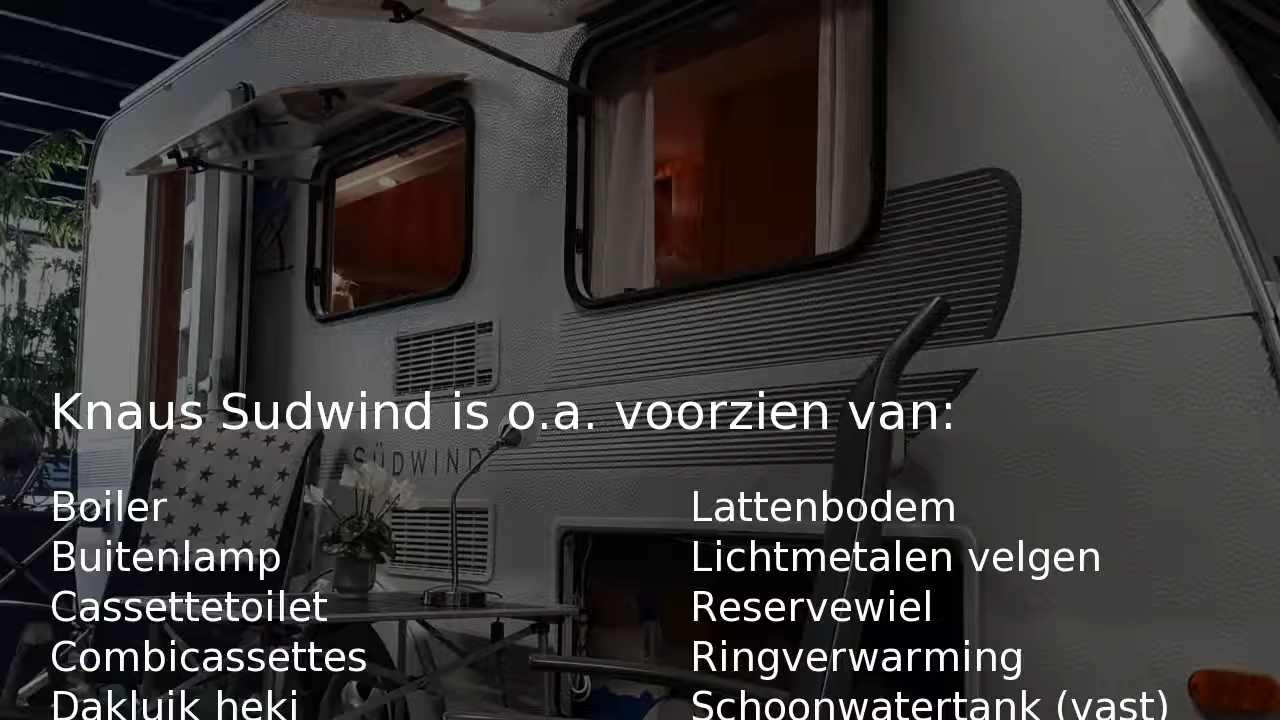 Knaus Sudwind is o.a. voorzien van:
SÜDWIND
Boiler
Buitenlamp
Cassettetoilet
Combicassettes
Dakluik heki
Lattenbodem
Lichtmetalen velgen
Reservewiel
Ringverwarming
Schoonwatertank (vast)